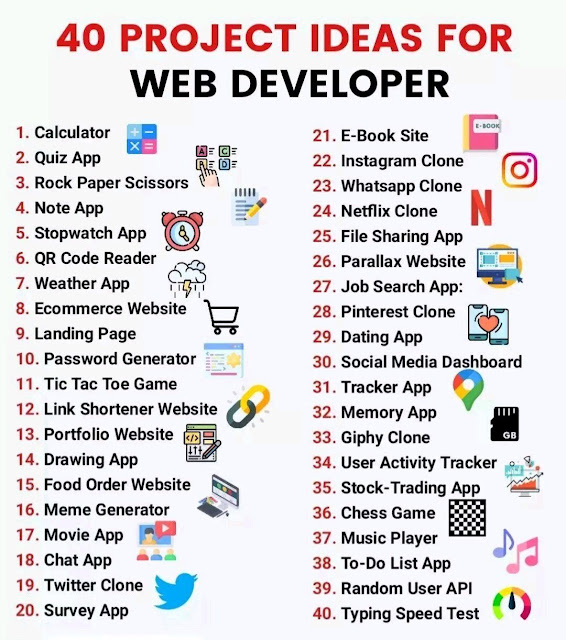 40 PROJECT IDEAS FOR
WEB DEVELOPER
1. Calculator
2. Quiz App
3. Rock Paper Scissors
4. Note App
5. Stopwatch App
6. QR Code Reader
7. Weather App
8. Ecommerce Website
9. Landing Page
10. Password Generator
11. Tic Tac Toe Game
12. Link Shortener Website
13. Portfolio Website
14. Drawing App
15. Food Order Website
16. Meme Generator
17. Movie App
18. Chat App
19. Twitter Clone
20. Survey App
21. E-Book Site
22. Instagram Clone
23. Whatsapp Clone
24. Netflix Clone
25. File Sharing App
26. Parallax Website
27. Job Search App:
28. Pinterest Clone
29. Dating App
30. Social Media Dashboard
31. Tracker App
32. Memory App
33. Giphy Clone
34. User Activity Tracker
35. Stock-Trading App
36. Chess Game
37. Music Player
38. To-Do List App
39. Random User API
40. Typing Speed Test
A B C D
E-BOOK
N
GB